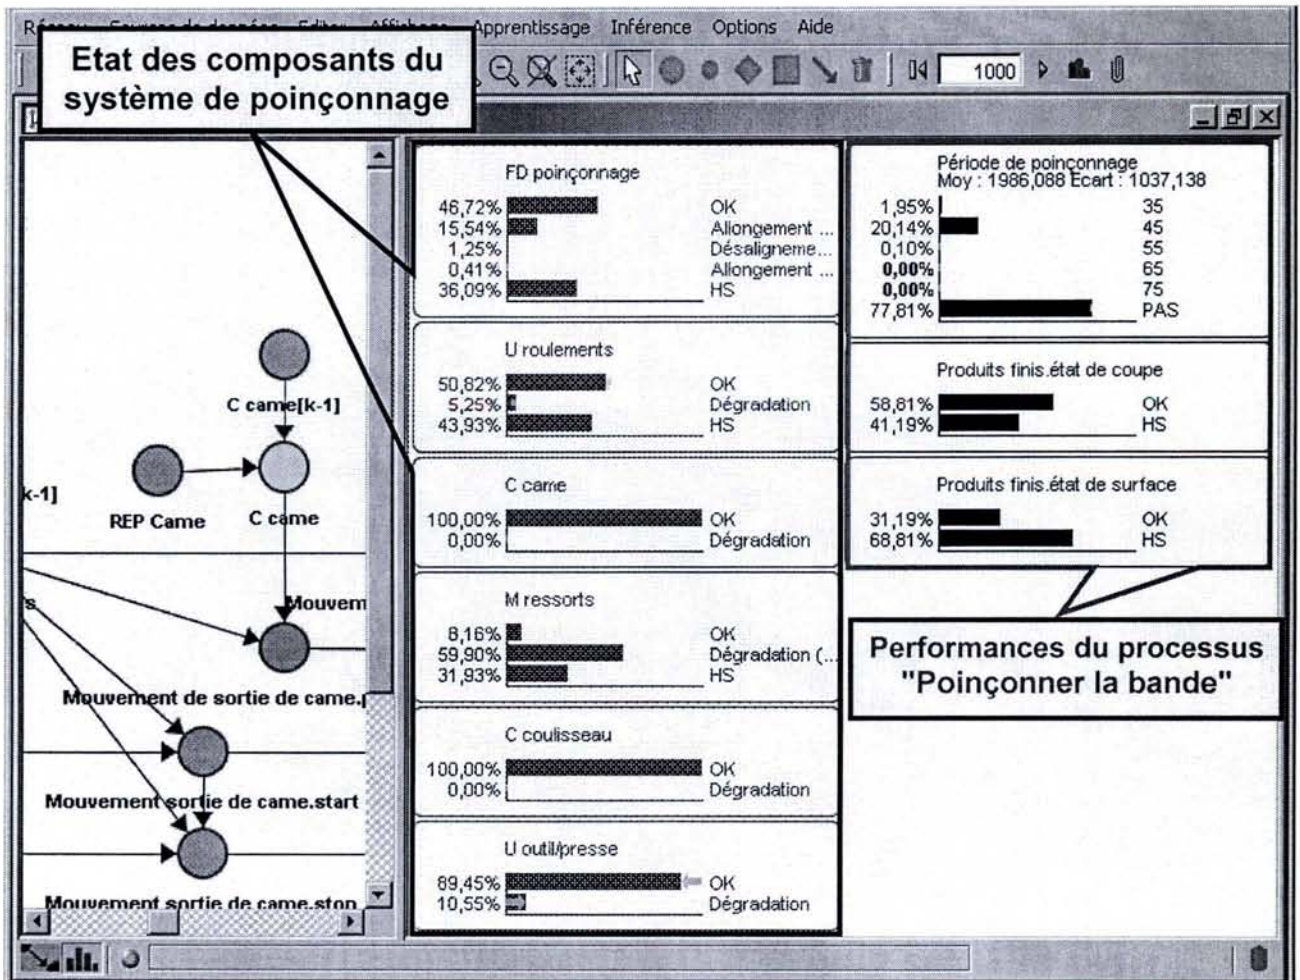 Apprentissage Inférence Options Aide
Etat des composants du
système de poinçonnage
1000
FD poinçonnage
46,72% OK
15,54% Allongement ...
1,25% Désaligneme...
0,41% Allongement ...
36,09% HS
U roulements
50,82% OK
5,25% Dégradation
43,93% HS
C came
100,00% OK
0,00% Dégradation
M ressorts
8,16% OK
59,90% Dégradation (...
31,93% HS
C coulisseau
100,00% OK
0,00% Dégradation
U outil/presse
89,45% OK
10,55% Dégradation
Période de poinçonnage
Moy : 1986,088 Ecart : 1037,138
1,95% 35
20,14% 45
0,10% 55
0,00% 65
0,00% 75
77,81% PAS
Produits finis.état de coupe
58,81% OK
41,19% HS
Produits finis.état de surface
31,19% OK
68,81% HS
Performances du processus
"Poinçonner la bande"
C came[k-1]
k-1]
REP Came C came
Mouvem
Mouvement de sortie de came.
Mouvement sortie de came.start
Mouvement sortie de came.stop